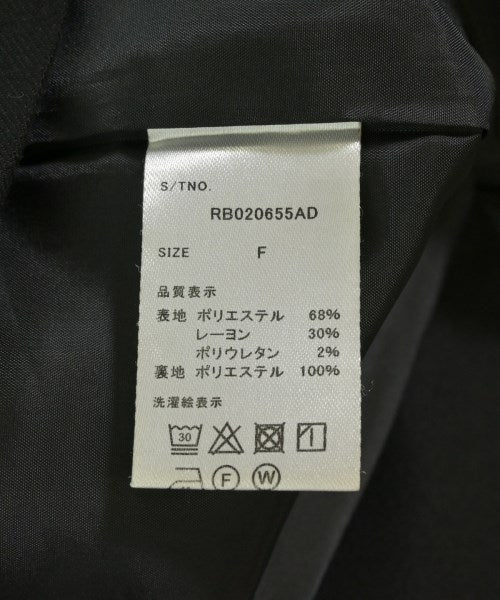 S/TNO.
RB020655AD
SIZE F
品質表示
表地 ポリエステル 68%
レーヨン 30%
ポリウレタン 2%
裏地 ポリエステル 100%
洗濯絵表示
30
F W